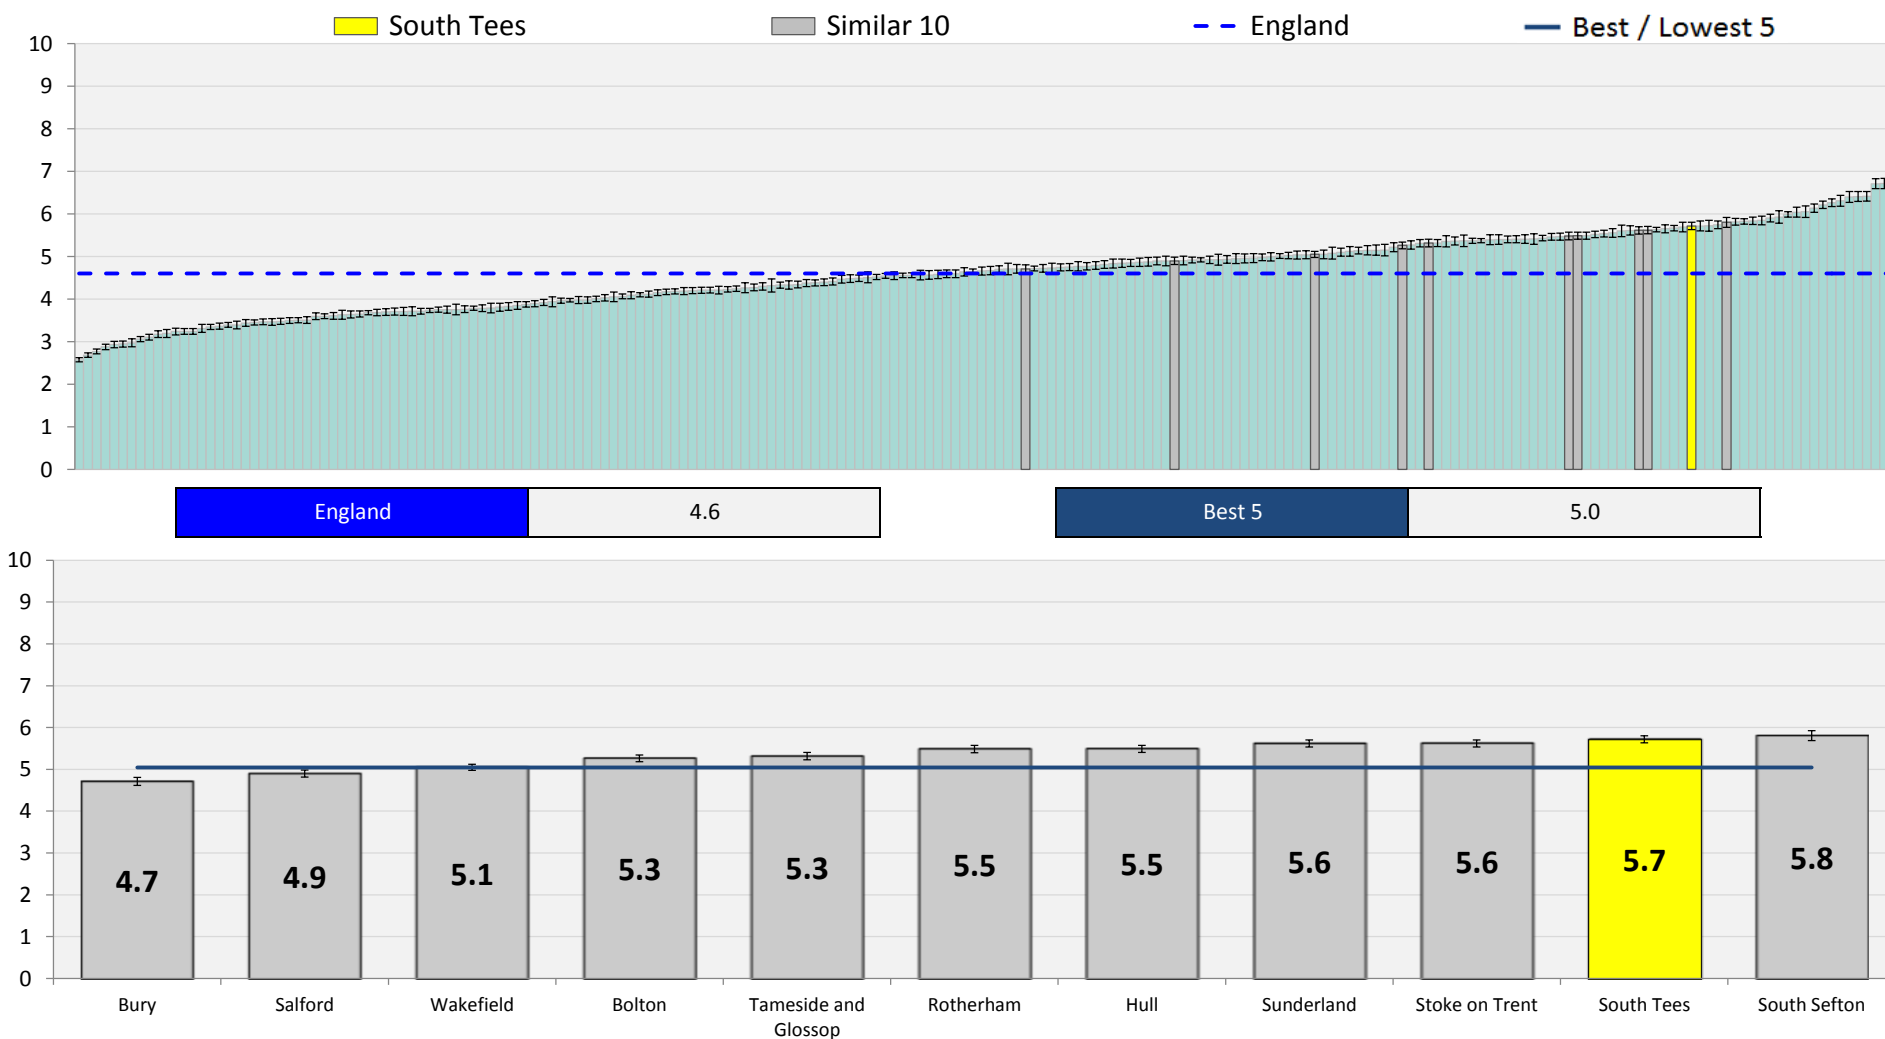 South Tees
Similar 10
England
Best / Lowest 5
10
9
8
7
6
5
4
3
2
1
0
England 4.6
Best 5 5.0
10
9
8
7
6
5
4
3
2
1
0
4.7 4.9 5.1 5.3 5.3 5.5 5.5 5.6 5.6 5.7 5.8
Bury
Salford
Wakefield
Bolton
Tameside and
Glossop
Rotherham
Hull
Sunderland
Stoke on Trent
South Tees
South Sefton